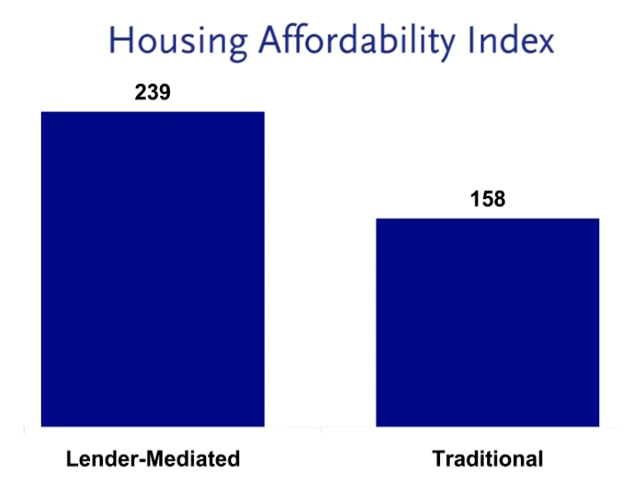 Housing Affordability Index
239
158
Lender-Mediated
Traditional